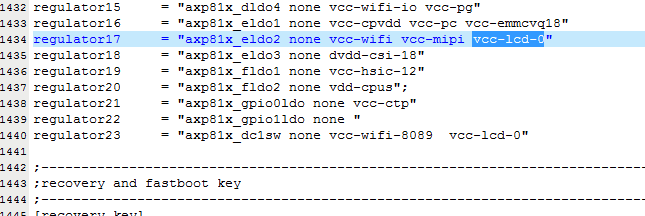 1432 regulator15 = "axp81x_dldo4 none vcc-wifi-io vcc-pg"
1433 regulator16 = "axp81x_eldo1 none vcc-cpvdd vcc-pc vcc-emmcvq18"
1434 regulator17 = "axp81x_eldo2 none vcc-wifi vcc-mipi vcc-lcd-0"
1435 regulator18 = "axp81x_eldo3 none dvdd-csi-18"
1436 regulator19 = "axp81x_fldo1 none vcc-hsic-12"
1437 regulator20 = "axp81x_fldo2 none vdd-cpus";
1438 regulator21 = "axp81x_gpio0ldo none vcc-ctp"
1439 regulator22 = "axp81x_gpio1ldo none "
1440 regulator23 = "axp81x_dc1sw none vcc-wifi-8089  vcc-lcd-0"
1441
1442 ;----------------------------------------------------------------------------
1443 ;recovery and fastboot key
1444 ;----------------------------------------------------------------------------
1445 [recovery_key]